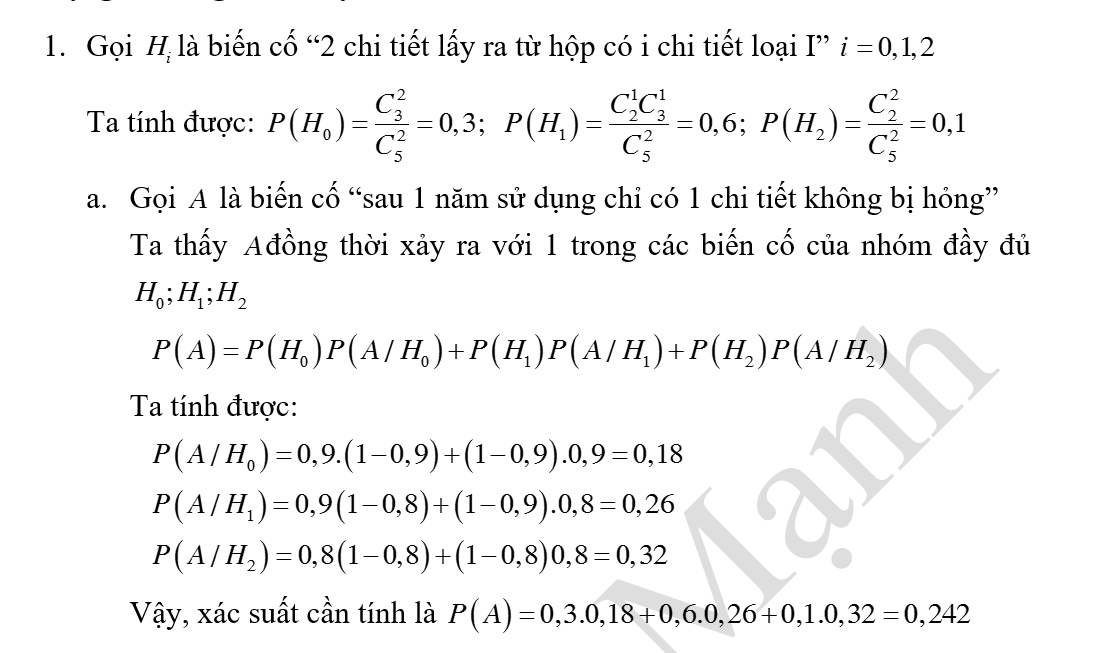 1. Gọi H_i là biến cố “2 chi tiết lấy ra từ hộp có i chi tiết loại I” i = 0,1,2
Ta tính được: P(H_0) = C_3^2 / C_5^2 = 0,3; P(H_1) = C_2^1 C_3^1 / C_5^2 = 0,6; P(H_2) = C_2^2 / C_5^2 = 0,1
a. Gọi A là biến cố “sau 1 năm sử dụng chỉ có 1 chi tiết không bị hỏng”
Ta thấy A đồng thời xảy ra với 1 trong các biến cố của nhóm đầy đủ
H_0; H_1; H_2
P(A) = P(H_0)P(A/H_0) + P(H_1)P(A/H_1) + P(H_2)P(A/H_2)
Ta tính được:
P(A/H_0) = 0,9.(1−0,9)+(1−0,9).0,9 = 0,18
P(A/H_1) = 0,9(1−0,8)+(1−0,9).0,8 = 0,26
P(A/H_2) = 0,8(1−0,8)+(1−0,8)0,8 = 0,32
Vậy, xác suất cần tính là P(A) = 0,3.0,18+0,6.0,26+0,1.0,32 = 0,242
Mạnh